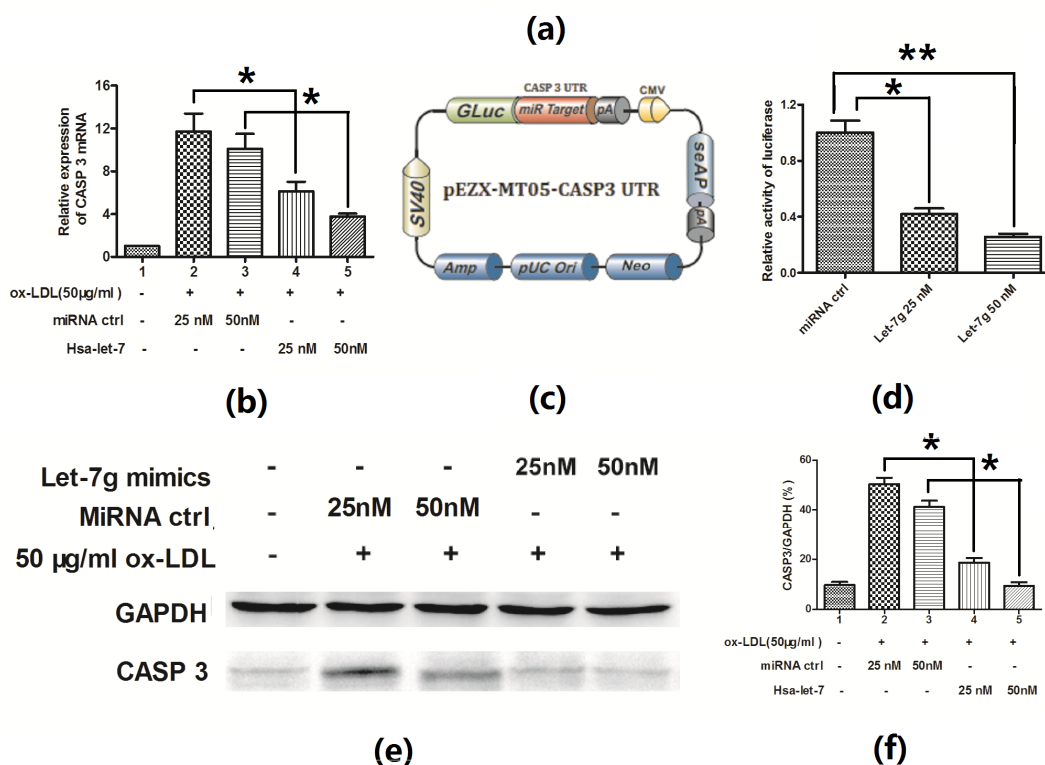 (a)
Relative expression
of CASP 3 mRNA
16
12
8
4
0
*
*
1 2 3 4 5
ox-LDL(50µg/ml) - + + + +
miRNA ctrl - 25 nM 50nM - -
Hsa-let-7 - - - 25 nM 50nM
(b)
CASP 3 UTR
CMV
GLuc miR Target pA
SV40
seAP
pA
pEZX-MT05-CASP3 UTR
Amp pUC Ori Neo
(c)
Relative activity of luciferase
1.2
0.8
0.4
0.0
**
*
miRNA ctrl
Let-7g 25 nM
Let-7g 50 nM
(d)
Let-7g mimics - - - 25nM 50nM
MiRNA ctrl - 25nM 50nM - -
50 µg/ml ox-LDL - + + + +
GAPDH
CASP 3
(e)
CASP3/GAPDH (%)
60
40
20
0
*
*
1 2 3 4 5
ox-LDL(50µg/ml) - + + + +
miRNA ctrl - 25 nM 50nM - -
Hsa-let-7 - - - 25 nM 50nM
(f)